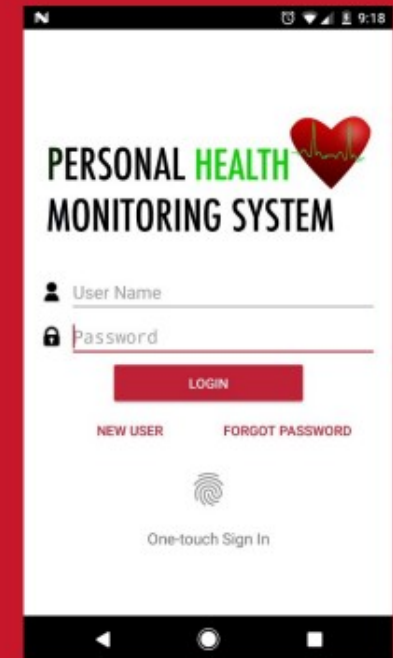 9:18
PERSONAL HEALTH
MONITORING SYSTEM
User Name
Password
LOGIN
NEW USER FORGOT PASSWORD
One-touch Sign In